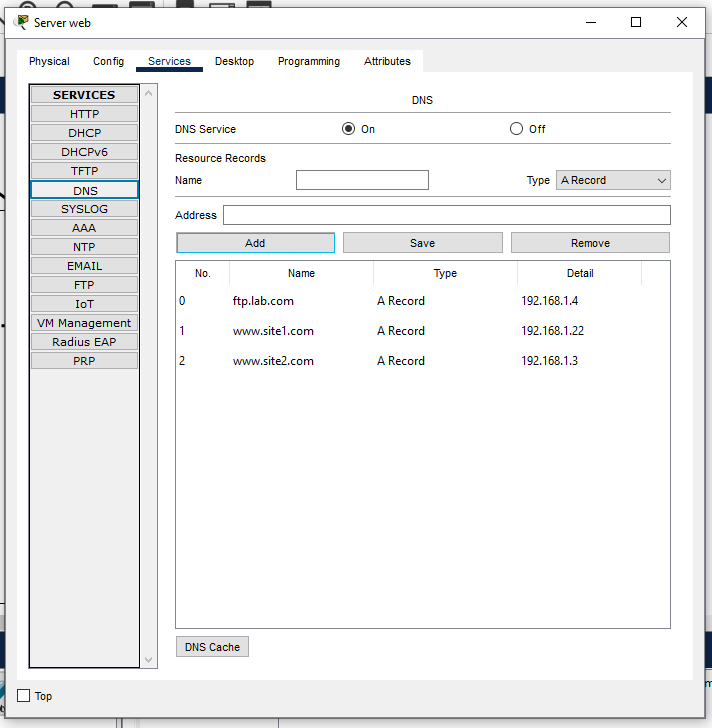 Server web
Physical Config Services Desktop Programming Attributes
SERVICES
HTTP
DHCP
DHCPv6
TFTP
DNS
SYSLOG
AAA
NTP
EMAIL
FTP
IoT
VM Management
Radius EAP
PRP
DNS
DNS Service On Off
Resource Records
Name Type A Record
Address
Add Save Remove
No. Name Type Detail
0 ftp.lab.com A Record 192.168.1.4
1 www.site1.com A Record 192.168.1.22
2 www.site2.com A Record 192.168.1.3
DNS Cache
Top